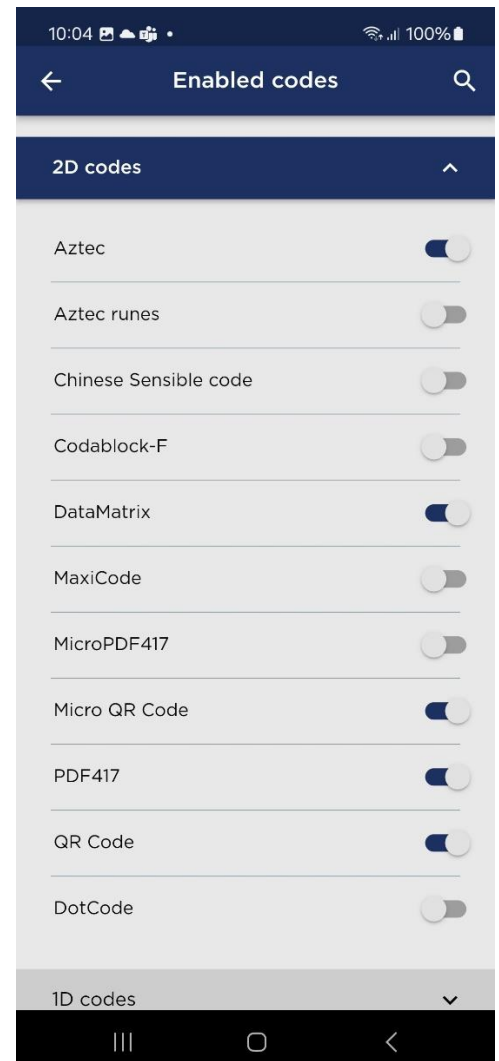 10:04
100%
Enabled codes
2D codes
Aztec
Aztec runes
Chinese Sensible code
Codablock-F
DataMatrix
MaxiCode
MicroPDF417
Micro QR Code
PDF417
QR Code
DotCode
1D codes